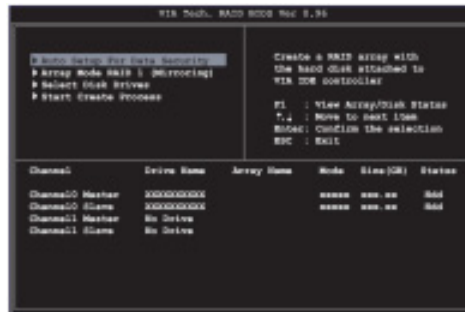 VIA Tech. RAID BIOS Ver 0.96
Auto Setup For Data Security
Array Mode RAID 1 (Mirroring)
Select Disk Drives
Start Create Process
Create a RAID array with
the hard disk attached to
VIA IDE controller
F1 : View Array/Disk Status
↑,↓ : Move to next item
Enter: Confirm the selection
ESC : Exit
Channel Drive Name Array Name Mode Size(GB) Status
Channel0 Master XXXXXXXXXX xxxxx xxx.xx Hdd
Channel0 Slave XXXXXXXXXX xxxxx xxx.xx Hdd
Channel1 Master No Drive
Channel1 Slave No Drive